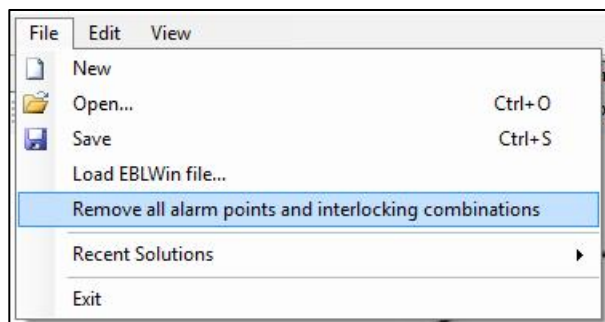 File Edit View
New
Open... Ctrl+O
Save Ctrl+S
Load EBLWin file...
Remove all alarm points and interlocking combinations
Recent Solutions
Exit